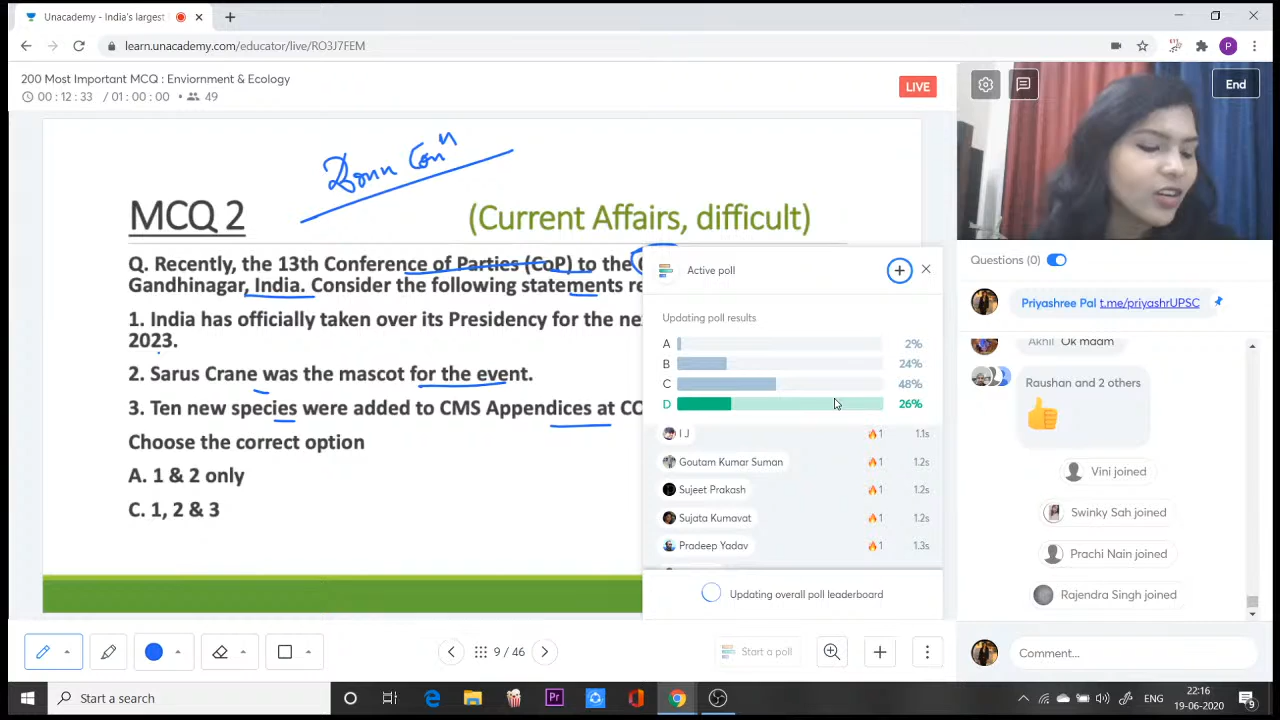 Unacademy - India's largest
learn.unacademy.com/educator/live/RO3J7FEM
200 Most Important MCQ : Enviornment & Ecology
00 : 12 : 33 / 01 : 00 : 00 • 49
LIVE
End
Bonn Conⁿ
MCQ 2
(Current Affairs, difficult)
Q. Recently, the 13th Conference of Parties (CoP) to the
Gandhinagar, India. Consider the following statements re
1. India has officially taken over its Presidency for the ne
2023.
2. Sarus Crane was the mascot for the event.
3. Ten new species were added to CMS Appendices at CO
Choose the correct option
A. 1 & 2 only
C. 1, 2 & 3
Active poll
Updating poll results
A 2%
B 24%
C 48%
D 26%
I J 1 1.1s
Goutam Kumar Suman 1 1.2s
Sujeet Prakash 1 1.2s
Sujata Kumavat 1 1.2s
Pradeep Yadav 1 1.3s
Updating overall poll leaderboard
Questions (0)
Priyashree Pal t.me/priyashrUPSC
Akhil Ok maam
Raushan and 2 others
Vini joined
Swinky Sah joined
Prachi Nain joined
Rajendra Singh joined
9 / 46
Start a poll
Comment...
Start a search
ENG
22:16
19-06-2020